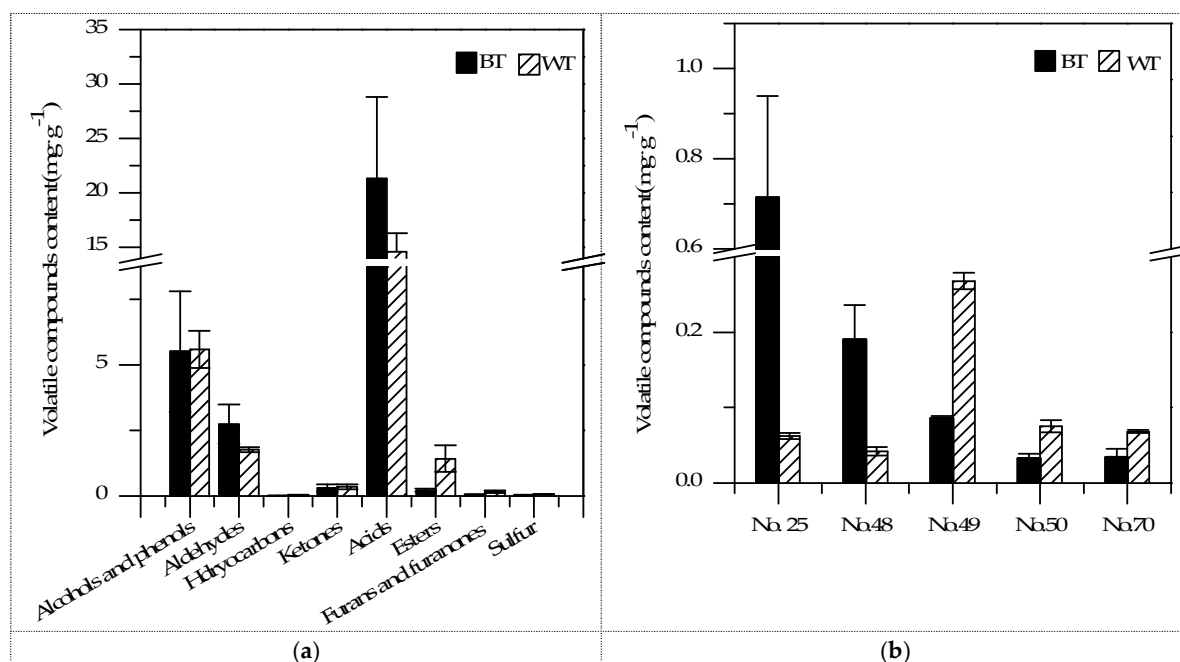 Volatile compounds content(mg·g⁻¹)
35
30
25
20
15
5
0
BT WT
Alcohols and phenols
Aldehydes
Hdryocarbons
Ketones
Acids
Esters
Furans and furanones
Sulfur
(a)
Volatile compounds content(mg·g⁻¹)
1.0
0.8
0.6
0.2
0.0
BT WT
No. 25 No.48 No.49 No.50 No.70
(b)